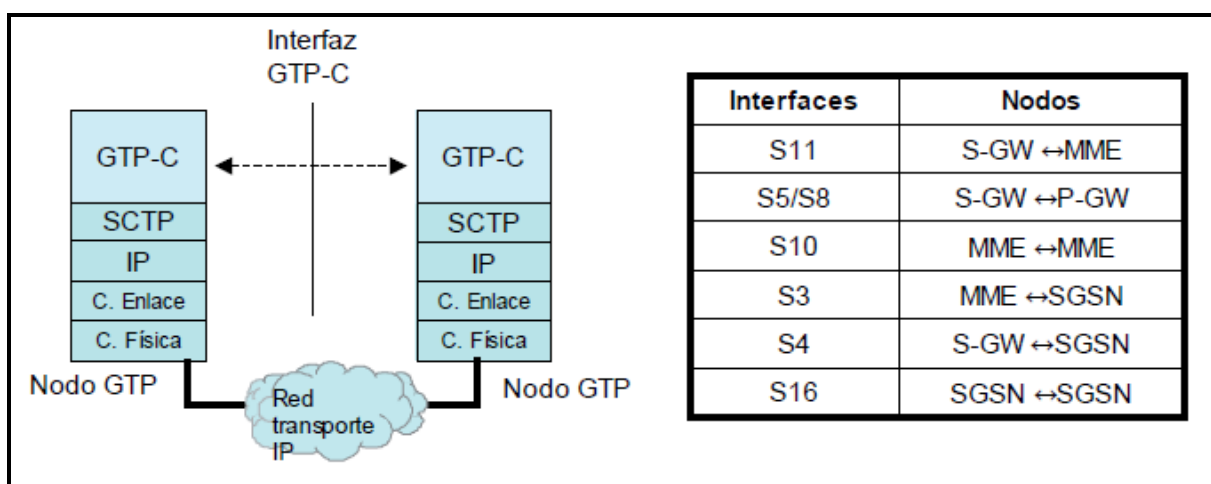 Interfaz
GTP-C
GTP-C
SCTP
IP
C. Enlace
C. Física
Nodo GTP
GTP-C
SCTP
IP
C. Enlace
C. Física
Nodo GTP
Red
transporte
IP
Interfaces Nodos
S11 S-GW ↔MME
S5/S8 S-GW ↔P-GW
S10 MME ↔MME
S3 MME ↔SGSN
S4 S-GW ↔SGSN
S16 SGSN ↔SGSN